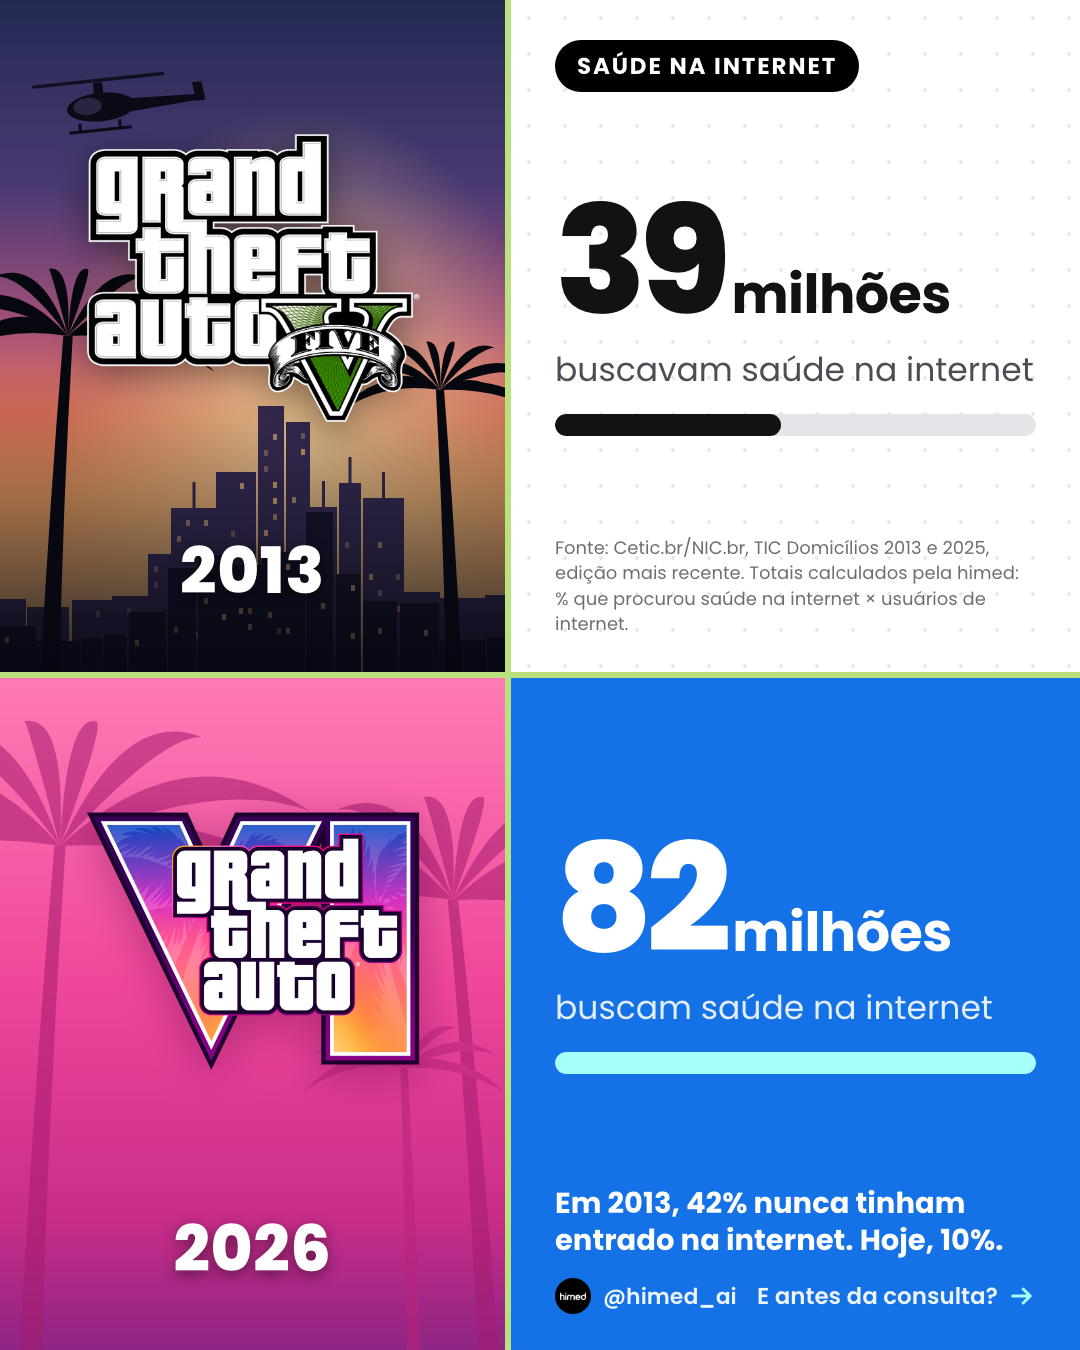 grand
theft
auto
V
FIVE
2013
SAÚDE NA INTERNET
39 milhões
buscavam saúde na internet
Fonte: Cetic.br/NIC.br, TIC Domicílios 2013 e 2025,
edição mais recente. Totais calculados pela himed:
% que procurou saúde na internet × usuários de
internet.
VI
grand
theft
auto
2026
82 milhões
buscam saúde na internet
Em 2013, 42% nunca tinham
entrado na internet. Hoje, 10%.
himed @himed_ai E antes da consulta? →